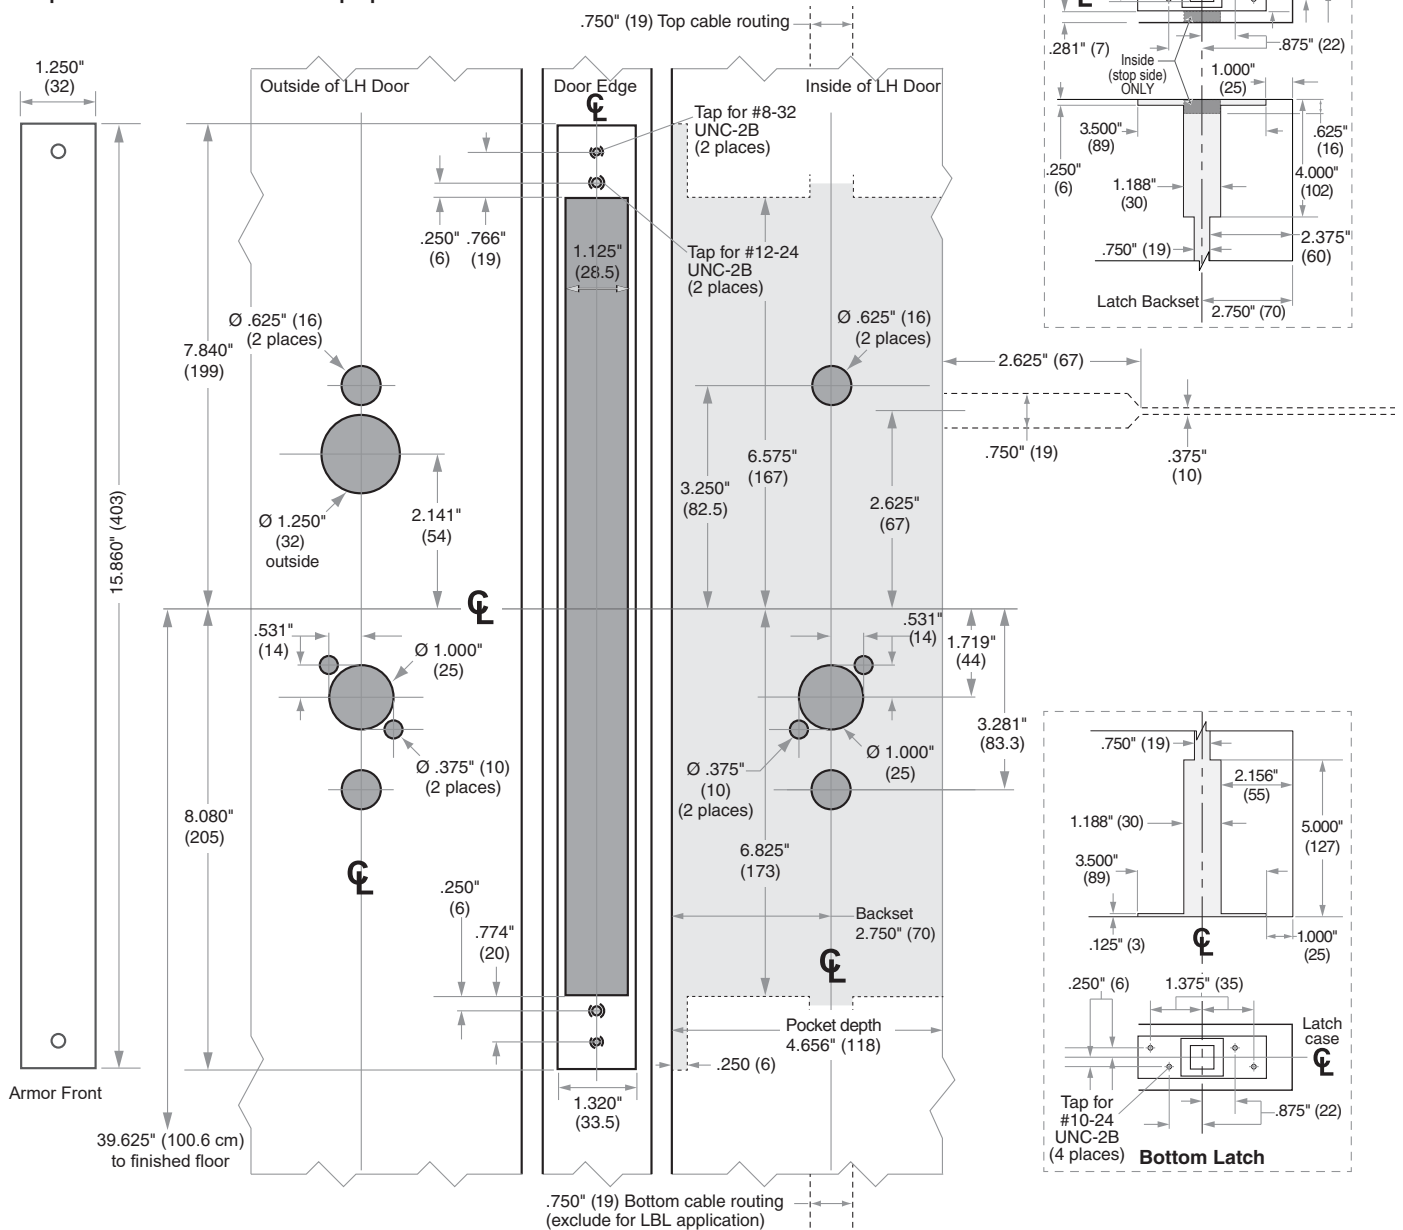 .750" (19) Top cable routing
1.250"
(32)
Outside of LH Door
Door Edge
Inside of LH Door
Tap for #8-32
UNC-2B
(2 places)
.250"
(6)
.766"
(19)
1.125"
(28.5)
Tap for #12-24
UNC-2B
(2 places)
Ø .625" (16)
(2 places)
7.840"
(199)
Ø .625" (16)
(2 places)
15.860" (403)
Ø 1.250"
(32)
outside
2.141"
(54)
3.250"
(82.5)
6.575"
(167)
2.625"
(67)
2.625" (67)
.750" (19)
.375"
(10)
.531"
(14)
Ø 1.000"
(25)
.531"
(14)
1.719"
(44)
3.281"
(83.3)
Ø .375" (10)
(2 places)
Ø .375"
(10)
(2 places)
Ø 1.000"
(25)
8.080"
(205)
6.825"
(173)
.250"
(6)
.774"
(20)
Backset
2.750" (70)
Pocket depth
4.656" (118)
.250 (6)
1.320"
(33.5)
Armor Front
39.625" (100.6 cm)
to finished floor
.750" (19) Bottom cable routing
(exclude for LBL application)
.281" (7)
.875" (22)
Inside
(stop side)
ONLY
1.000"
(25)
3.500"
(89)
.625"
(16)
.250"
(6)
1.188"
(30)
4.000"
(102)
.750" (19)
2.375"
(60)
Latch Backset
2.750" (70)
.750" (19)
2.156"
(55)
1.188" (30)
5.000"
(127)
3.500"
(89)
.125" (3)
1.000"
(25)
.250" (6)
1.375" (35)
Latch
case
Tap for
#10-24
UNC-2B
(4 places)
.875" (22)
Bottom Latch